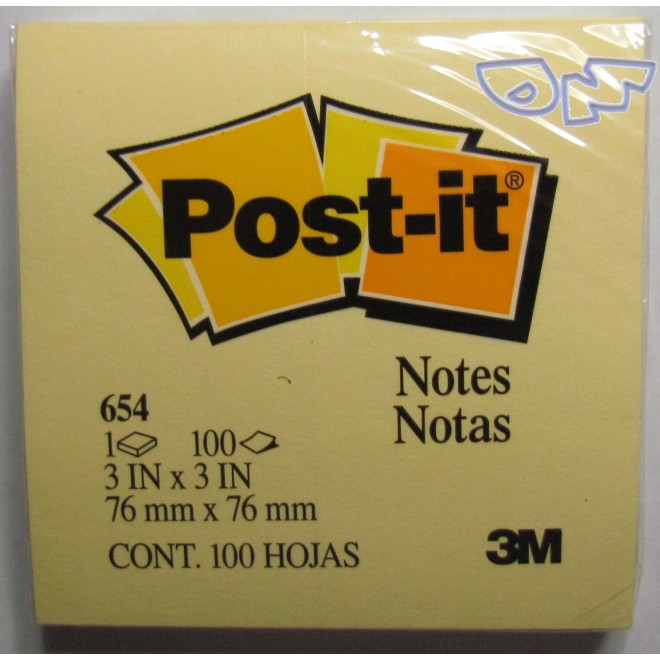 Post-it®
Notes
Notas
654
1 100
3 IN x 3 IN
76 mm x 76 mm
CONT. 100 HOJAS
3M